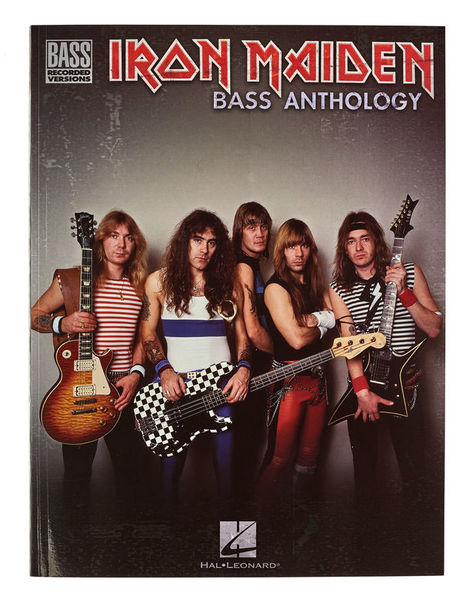 BASS
RECORDED
VERSIONS
IRON MAIDEN
BASS ANTHOLOGY
HAL•LEONARD®